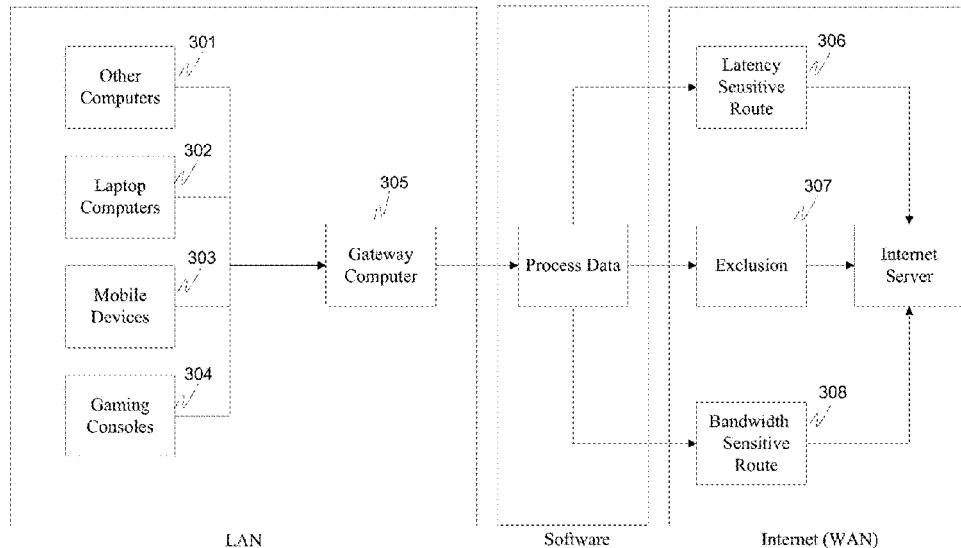 301
Other
Computers
302
Laptop
Computers
303
Mobile
Devices
304
Gaming
Consoles
305
Gateway
Computer
Process Data
306
Latency
Sensitive
Route
307
Exclusion
308
Bandwidth
Sensitive
Route
Internet
Server
LAN
Software
Internet (WAN)